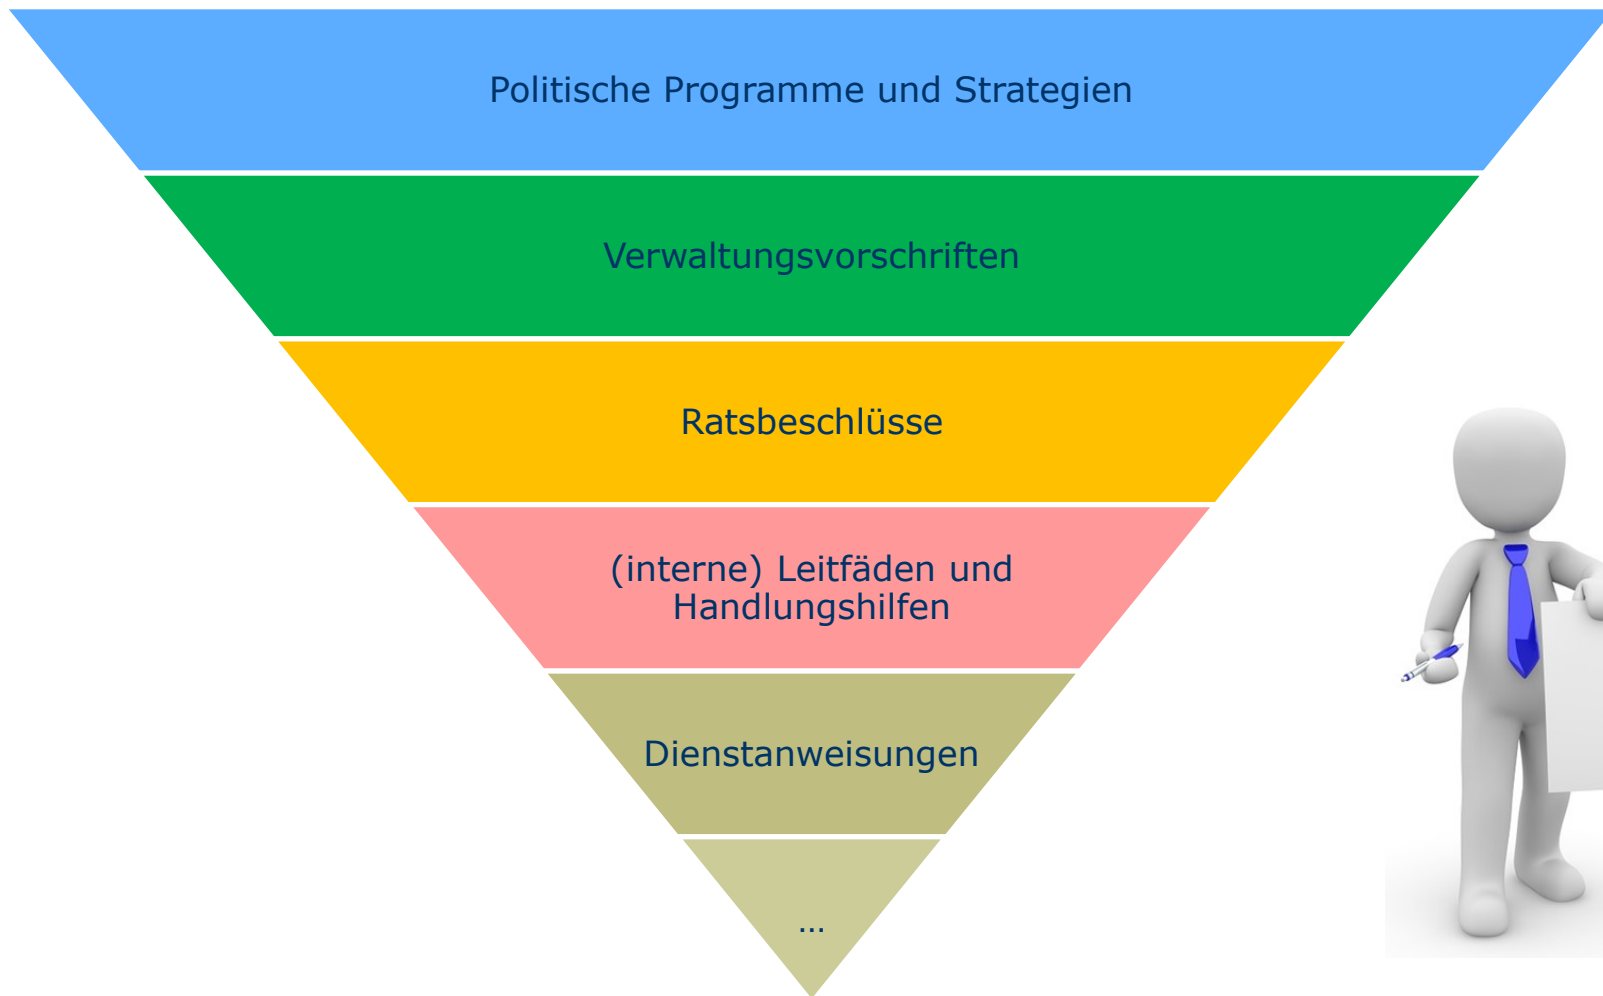 Politische Programme und Strategien
Verwaltungsvorschriften
Ratsbeschlüsse
(interne) Leitfäden und
Handlungshilfen
Dienstanweisungen
…